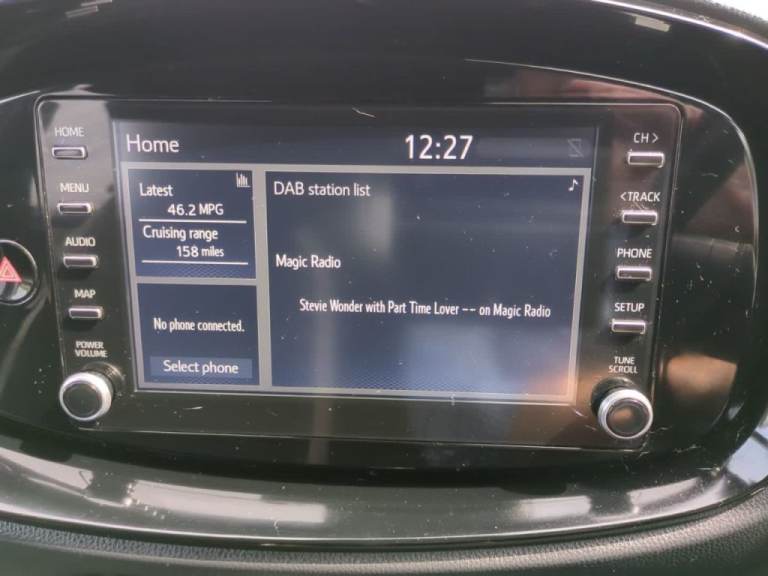 HOME
MENU
AUDIO
MAP
POWER
VOLUME
Home
12:27
Latest
46.2 MPG
Cruising range
158 miles
No phone connected.
Select phone
DAB station list
Magic Radio
Stevie Wonder with Part Time Lover -- on Magic Radio
CH >
< TRACK
PHONE
SETUP
TUNE
SCROLL